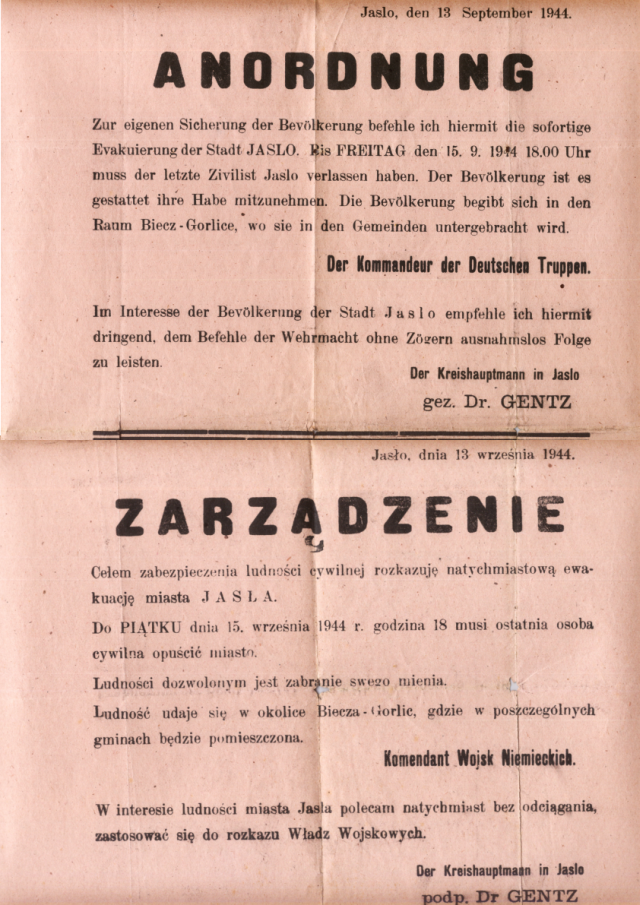 Jaslo, den 13 September 1944.
ANORDNUNG
Zur eigenen Sicherung der Bevölkerung befehle ich hiermit die sofortige
Evakuierung der Stadt JASLO. Bis FREITAG den 15. 9. 1944 18.00 Uhr
muss der letzte Zivilist Jaslo verlassen haben. Der Bevölkerung ist es
gestattet ihre Habe mitzunehmen. Die Bevölkerung begibt sich in den
Raum Biecz-Gorlice, wo sie in den Gemeinden untergebracht wird.
Der Kommandeur der Deutschen Truppen.
Im Interesse der Bevölkerung der Stadt Jaslo empfehle ich hiermit
dringend, dem Befehle der Wehrmacht ohne Zögern ausnahmslos Folge
zu leisten.
Der Kreishauptmann in Jaslo
gez. Dr. GENTZ
Jasło, dnia 13 września 1944.
ZARZĄDZENIE
Celem zabezpieczenia ludności cywilnej rozkazuję natychmiastową ewa-
kuację miasta JASŁA.
Do PIĄTKU dnia 15. września 1944 r. godzina 18 musi ostatnia osoba
cywilna opuścić miasto.
Ludności dozwolonym jest zabranie swego mienia.
Ludność udaje się w okolice Biecza-Gorlic, gdzie w poszczególnych
gminach będzie pomieszczona.
Komendant Wojsk Niemieckich.
W interesie ludności miasta Jasla polecam natychmiast bez odciągania,
zastosować się do rozkazu Władz Wojskowych.
Der Kreishauptmann in Jaslo
podp. Dr GENTZ